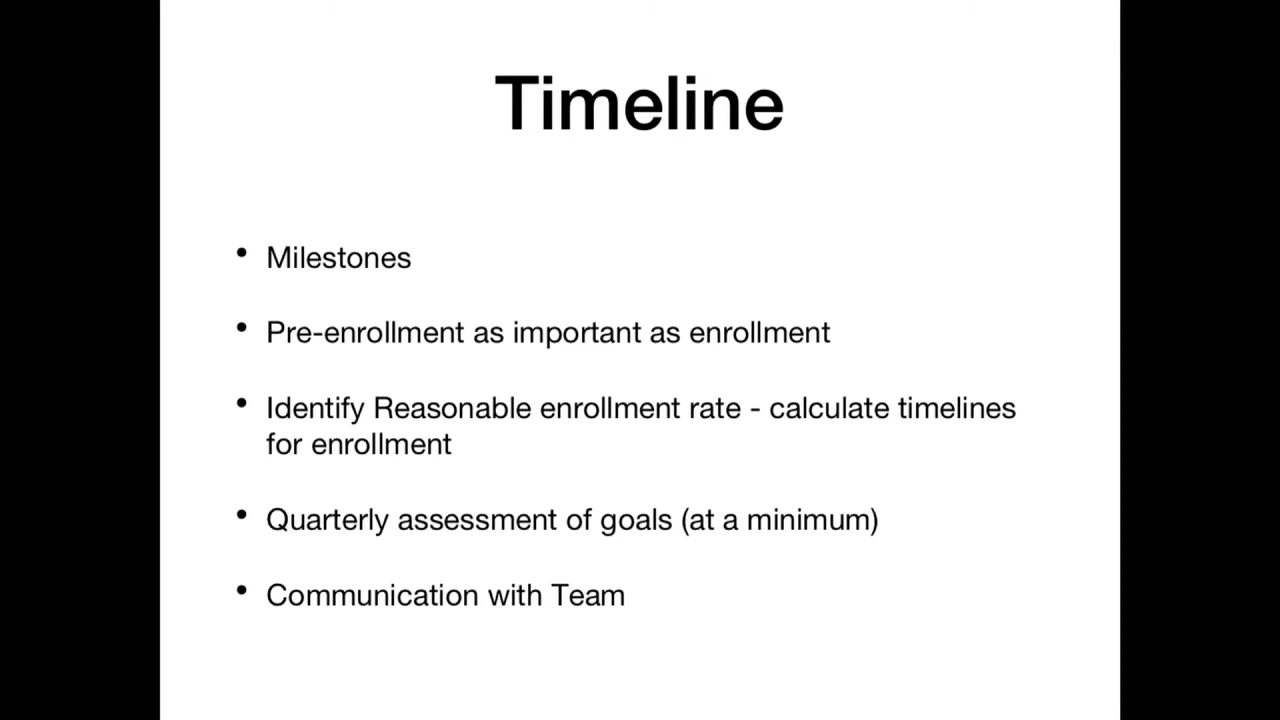 Timeline
• Milestones
• Pre-enrollment as important as enrollment
• Identify Reasonable enrollment rate - calculate timelines
for enrollment
• Quarterly assessment of goals (at a minimum)
• Communication with Team